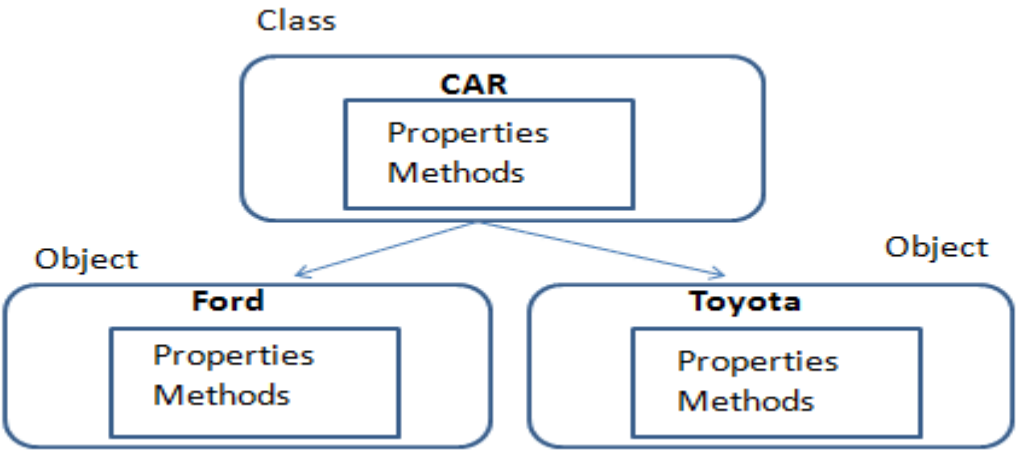 Class
CAR
Properties
Methods
Object
Object
Ford
Properties
Methods
Toyota
Properties
Methods